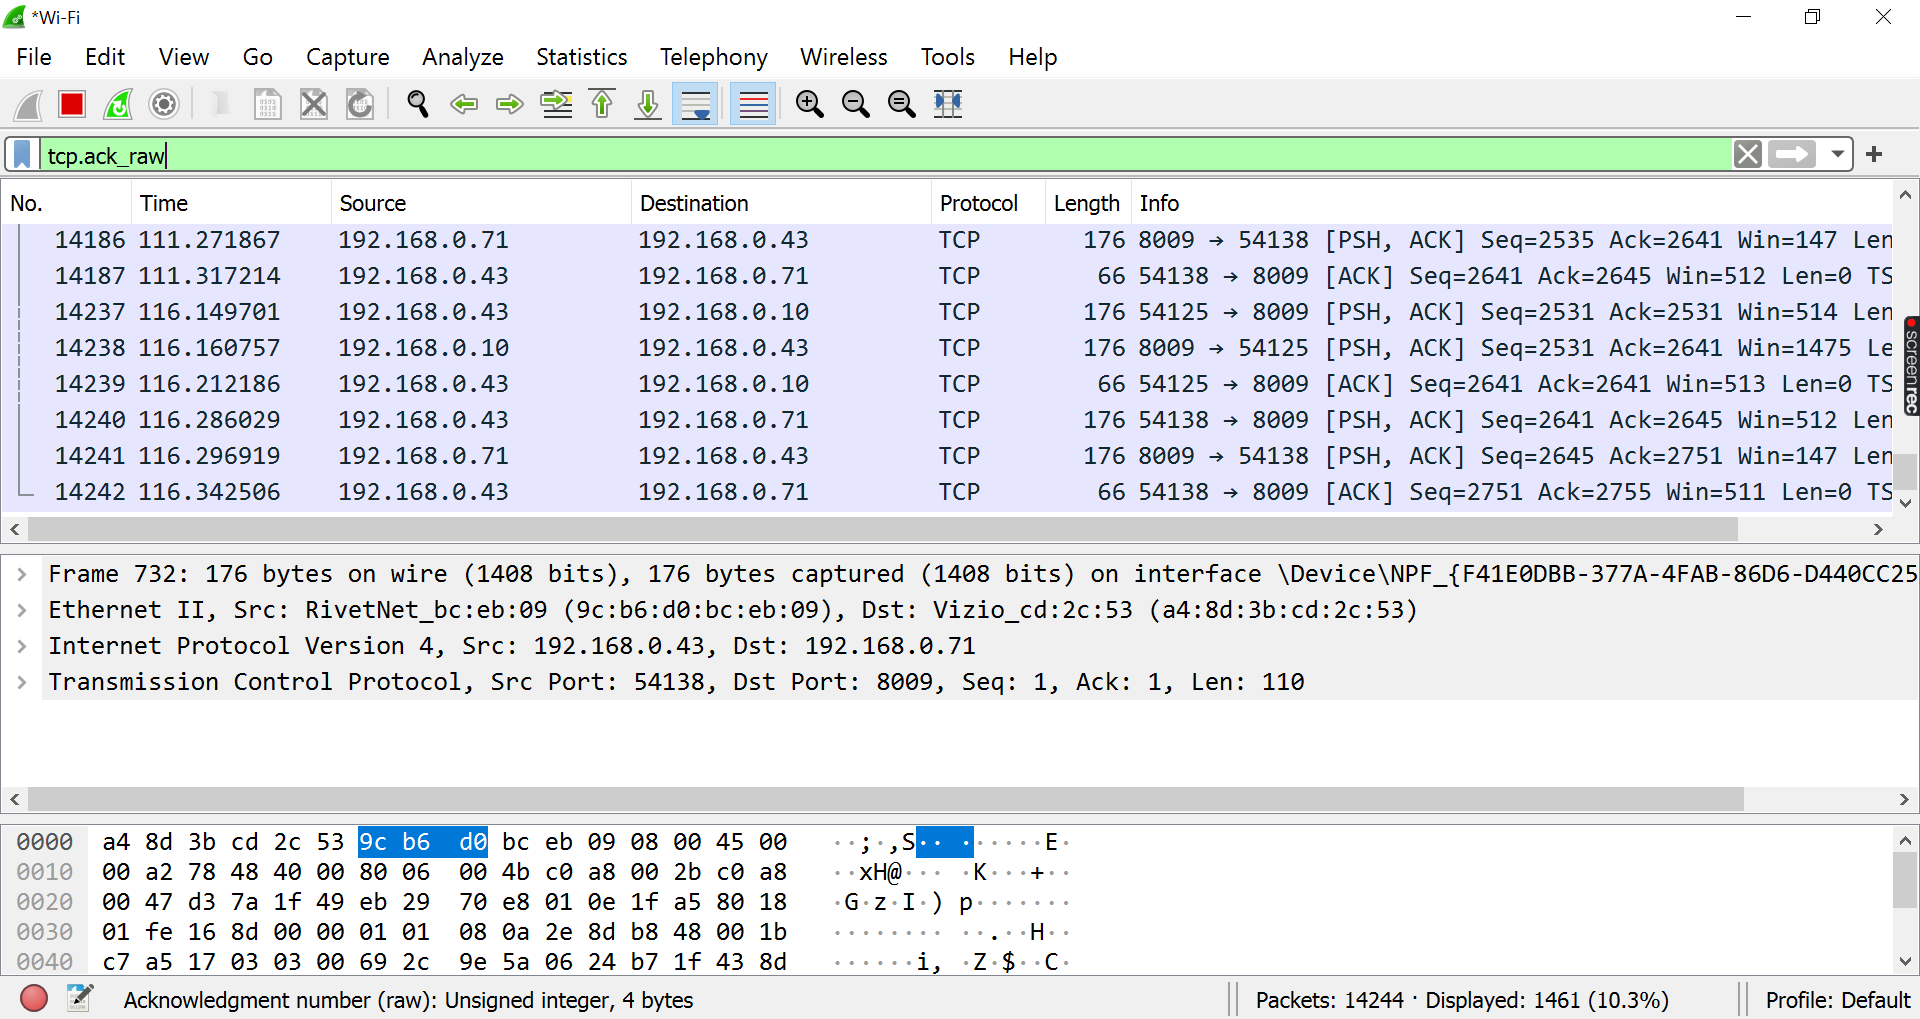 *Wi-Fi
File Edit View Go Capture Analyze Statistics Telephony Wireless Tools Help
tcp.ack_raw
No. Time Source Destination Protocol Length Info
14186 111.271867 192.168.0.71 192.168.0.43 TCP 176 8009 → 54138 [PSH, ACK] Seq=2535 Ack=2641 Win=147 Len
14187 111.317214 192.168.0.43 192.168.0.71 TCP 66 54138 → 8009 [ACK] Seq=2641 Ack=2645 Win=512 Len=0 TS
14237 116.149701 192.168.0.43 192.168.0.10 TCP 176 54125 → 8009 [PSH, ACK] Seq=2531 Ack=2531 Win=514 Len
14238 116.160757 192.168.0.10 192.168.0.43 TCP 176 8009 → 54125 [PSH, ACK] Seq=2531 Ack=2641 Win=1475 Le
14239 116.212186 192.168.0.43 192.168.0.10 TCP 66 54125 → 8009 [ACK] Seq=2641 Ack=2641 Win=513 Len=0 TS
14240 116.286029 192.168.0.43 192.168.0.71 TCP 176 54138 → 8009 [PSH, ACK] Seq=2641 Ack=2645 Win=512 Len
14241 116.296919 192.168.0.71 192.168.0.43 TCP 176 8009 → 54138 [PSH, ACK] Seq=2645 Ack=2751 Win=147 Len
14242 116.342506 192.168.0.43 192.168.0.71 TCP 66 54138 → 8009 [ACK] Seq=2751 Ack=2755 Win=511 Len=0 TS
screenrec
Frame 732: 176 bytes on wire (1408 bits), 176 bytes captured (1408 bits) on interface \Device\NPF_{F41E0DBB-377A-4FAB-86D6-D440CC25
Ethernet II, Src: RivetNet_bc:eb:09 (9c:b6:d0:bc:eb:09), Dst: Vizio_cd:2c:53 (a4:8d:3b:cd:2c:53)
Internet Protocol Version 4, Src: 192.168.0.43, Dst: 192.168.0.71
Transmission Control Protocol, Src Port: 54138, Dst Port: 8009, Seq: 1, Ack: 1, Len: 110
0000 a4 8d 3b cd 2c 53 9c b6 d0 bc eb 09 08 00 45 00 ··;·,S·· ······E·
0010 00 a2 78 48 40 00 80 06 00 4b c0 a8 00 2b c0 a8 ··xH@··· ·K···+··
0020 00 47 d3 7a 1f 49 eb 29 70 e8 01 0e 1f a5 80 18 ·G·z·I·) p·······
0030 01 fe 16 8d 00 00 01 01 08 0a 2e 8d b8 48 00 1b ········ ··.··H··
0040 c7 a5 17 03 03 00 69 2c 9e 5a 06 24 b7 1f 43 8d ······i, ·Z·$··C·
Acknowledgment number (raw): Unsigned integer, 4 bytes Packets: 14244 · Displayed: 1461 (10.3%) Profile: Default